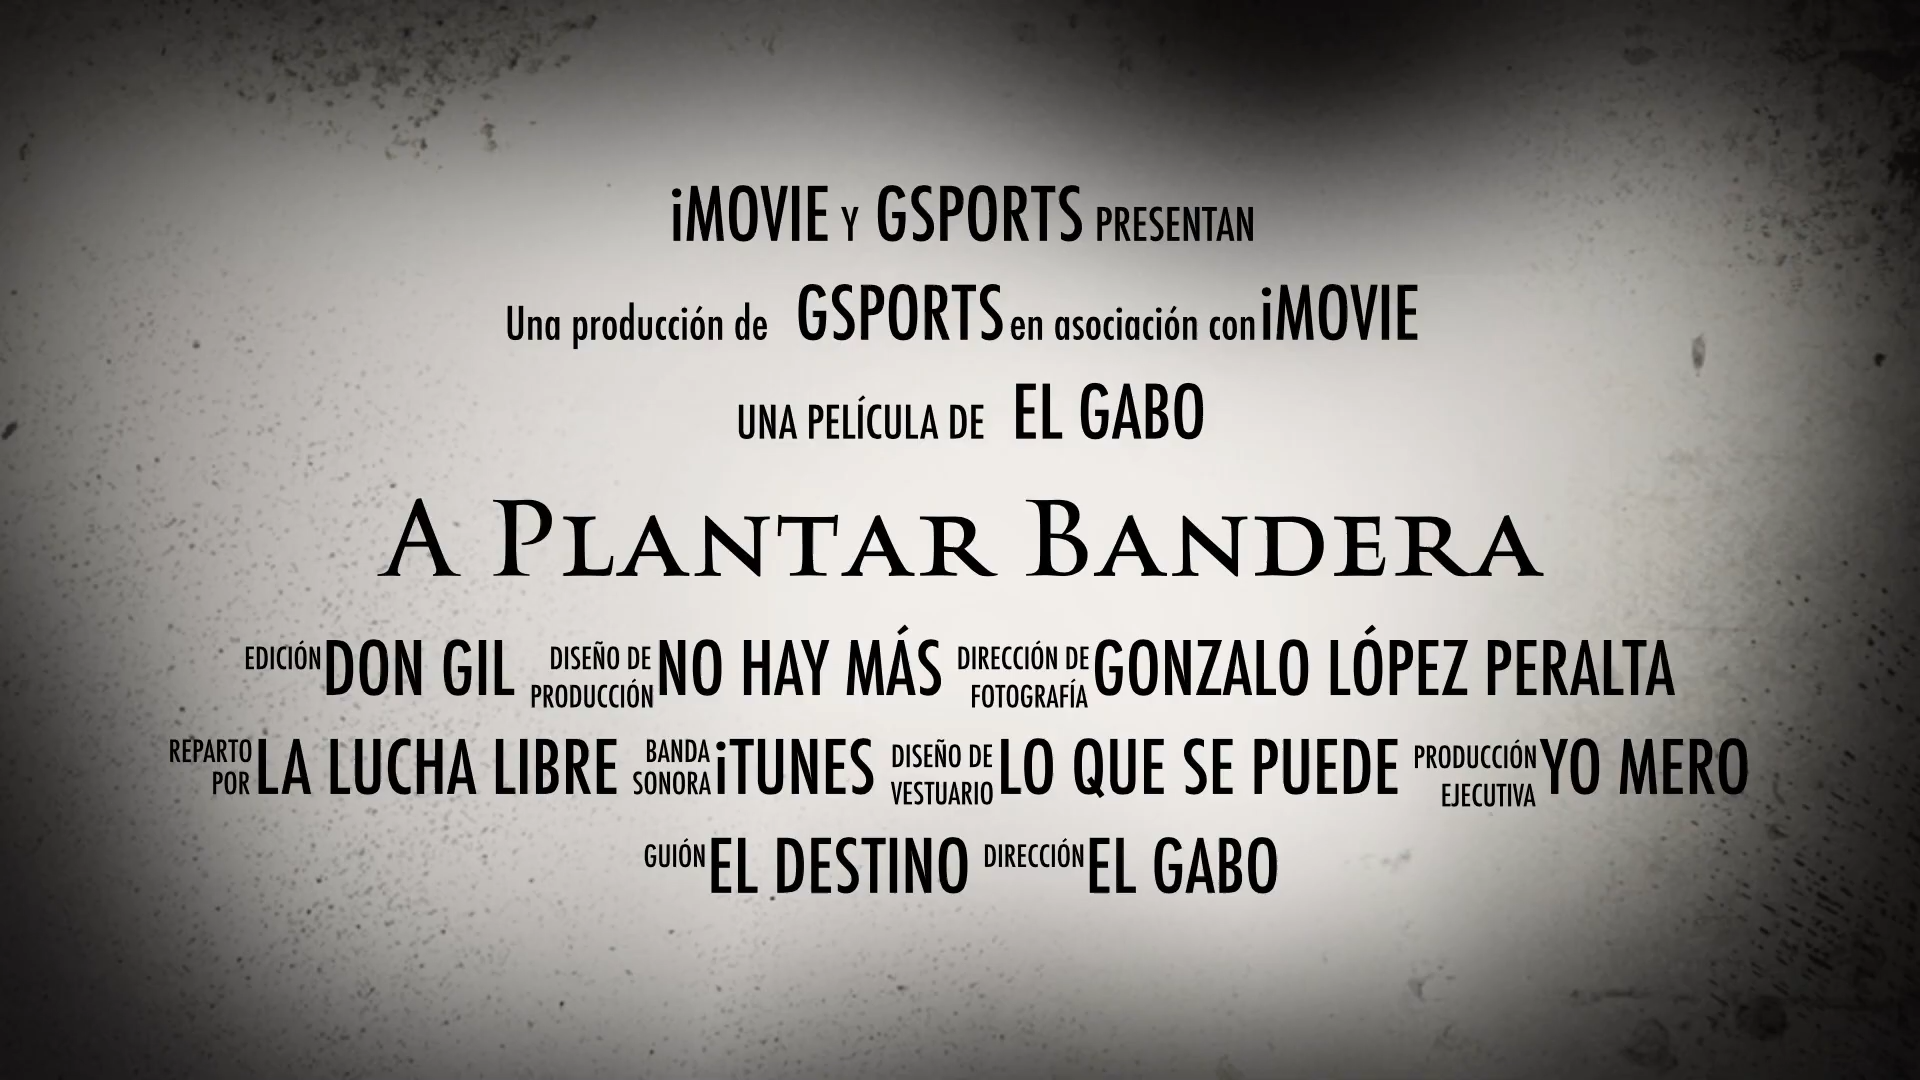 iMOVIE Y GSPORTS PRESENTAN
Una producción de GSPORTS en asociación con iMOVIE
UNA PELÍCULA DE EL GABO
A PLANTAR BANDERA
EDICIÓN DON GIL DISEÑO DE PRODUCCIÓN NO HAY MÁS DIRECCIÓN DE FOTOGRAFÍA GONZALO LÓPEZ PERALTA
REPARTO POR LA LUCHA LIBRE BANDA SONORA iTUNES DISEÑO DE VESTUARIO LO QUE SE PUEDE PRODUCCIÓN EJECUTIVA YO MERO
GUIÓN EL DESTINO DIRECCIÓN EL GABO